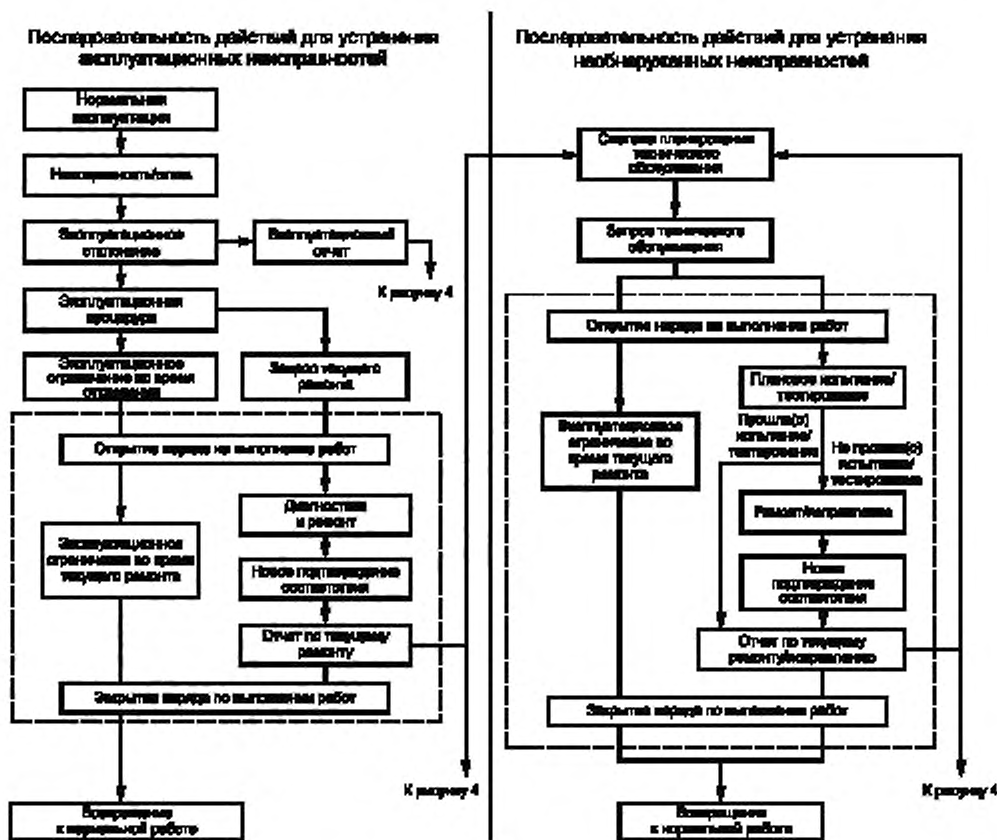 Последовательность действий для устранения
эксплуатационных неисправностей
Нормальная
эксплуатация
Неисправность/отказ
Эксплуатационное
отклонение
Эксплуатационный
отчет
К рисунку 4
Эксплуатационная
процедура
Эксплуатационное
ограничение во время
Запрос текущего
ремонта
Открытие наряда на выполнение работ
Диагностика
и ремонт
Эксплуатационное
ограничение во время
текущего ремонта
Новое подтверждение
соответствия
Отчет по текущему
ремонту
Закрытие наряда по выполнении работ
К рисунку 4
Возвращение
к нормальной работе
Последовательность действий для устранения
необнаруженных неисправностей
Система планирования
технического
обслуживания
Запрос технического
обслуживания
Открытие наряда на выполнение работ
Плановое испытание/
тестирование
Эксплуатационное
ограничение во
время текущего
ремонта
Прошла(о)
испытание/
тестирование
Не прошла(о)
испытание/
тестирование
Ремонт/исправление
Новое
подтверждение
соответствия
Отчет по текущему
ремонту/исправлению
Закрытие наряда по выполнении работ
К рисунку 4
Возвращение
к нормальной работе